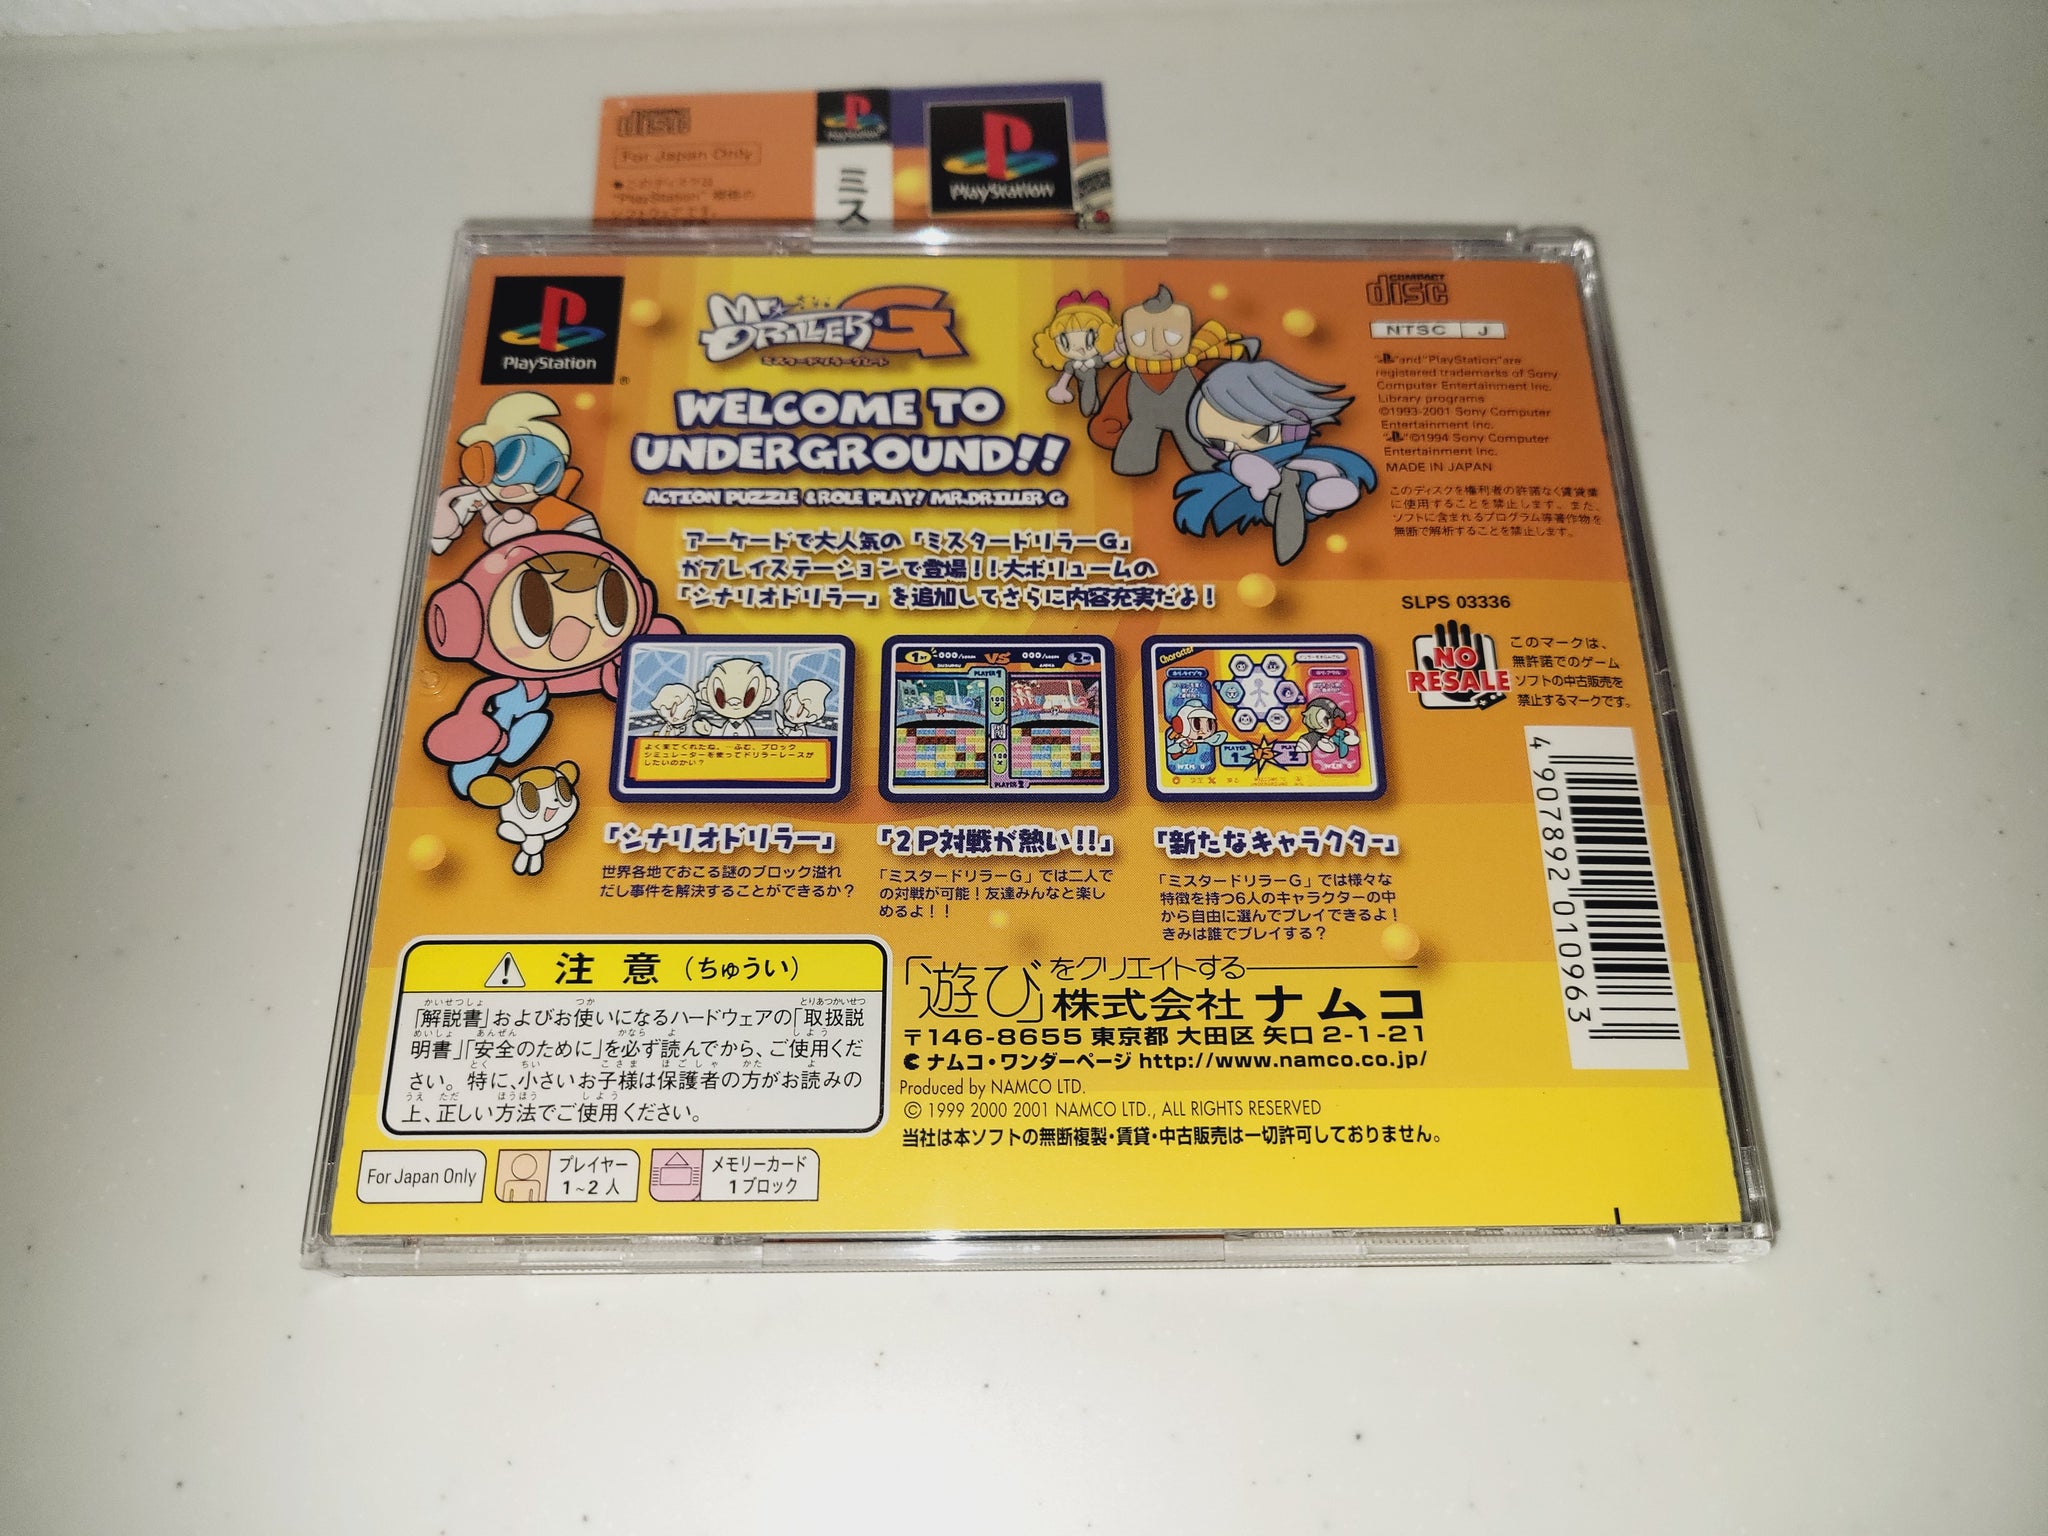 disc
For Japan Only
PlayStation
ミス
PlayStation
PlayStation
®
MR. DRILLER G
ミスタードリラーグレート
WELCOME TO
UNDERGROUND!!
ACTION PUZZLE & ROLE PLAY! MR.DRILLER G
アーケードで大人気の「ミスタードリラーG」
がプレイステーションで登場!!大ボリュームの
「シナリオドリラー」を追加してさらに内容充実だよ!
COMPACT
disc
NTSC J
"and "PlayStation" are
registered trademarks of Sony
Computer Entertainment Inc.
Library programs
©1993-2001 Sony Computer
Entertainment Inc.
©1994 Sony Computer
Entertainment Inc.
MADE IN JAPAN
このディスクを権利者の許諾なく賃貸業
に使用することを禁止します。また、
ソフトに含まれるプログラム等著作物を
無断で解析することを禁止します。
SLPS 03336
NO
RESALE
このマークは、
無許諾でのゲーム
ソフトの中古販売を
禁止するマークです。
よく来てくれたね。…ふむ、ブロック
シミュレーターを使ってドリラーレースが
したいのかい?
VS
PLAYER 1
PLAYER 2
Character
PLAYER 1 VS PLAYER 2
「シナリオドリラー」
世界各地でおこる謎のブロック溢れ
だし事件を解決することができるか?
「2P対戦が熱い!!」
「ミスタードリラーG」では二人で
の対戦が可能!友達みんなと楽し
めるよ!!
「新たなキャラクター」
「ミスタードリラーG」では様々な
特徴を持つ6人のキャラクターの中
から自由に選んでプレイできるよ!
きみは誰でプレイする?
4 907892 010963
注意(ちゅうい)
「解説書」およびお使いになるハードウェアの「取扱説
明書」「安全のために」を必ず読んでから、ご使用くだ
さい。特に、小さいお子様は保護者の方がお読みの
上、正しい方法でご使用ください。
「遊び」をクリエイトする
株式会社ナムコ
〒146-8655 東京都 大田区 矢口 2-1-21
ナムコ・ワンダーページ http://www.namco.co.jp/
Produced by NAMCO LTD.
© 1999 2000 2001 NAMCO LTD., ALL RIGHTS RESERVED
当社は本ソフトの無断複製・賃貸・中古販売は一切許可しておりません。
For Japan Only
プレイヤー
1~2人
メモリーカード
1ブロック